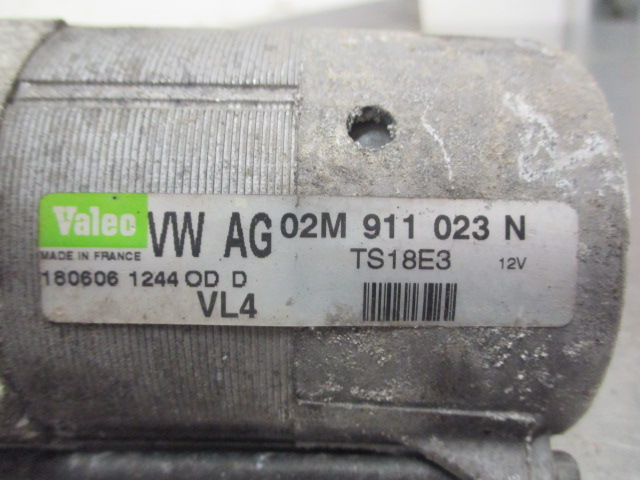 Valeo VW AG 02M 911 023 N
MADE IN FRANCE TS18E3 12V
180606 1244 OD D
VL4